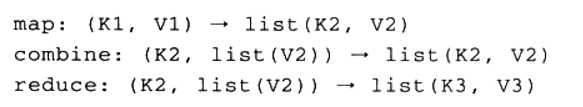 map: (K1, V1) → list(K2, V2)
combine: (K2, list(V2)) → list(K2, V2)
reduce: (K2, list(V2)) → list(K3, V3)